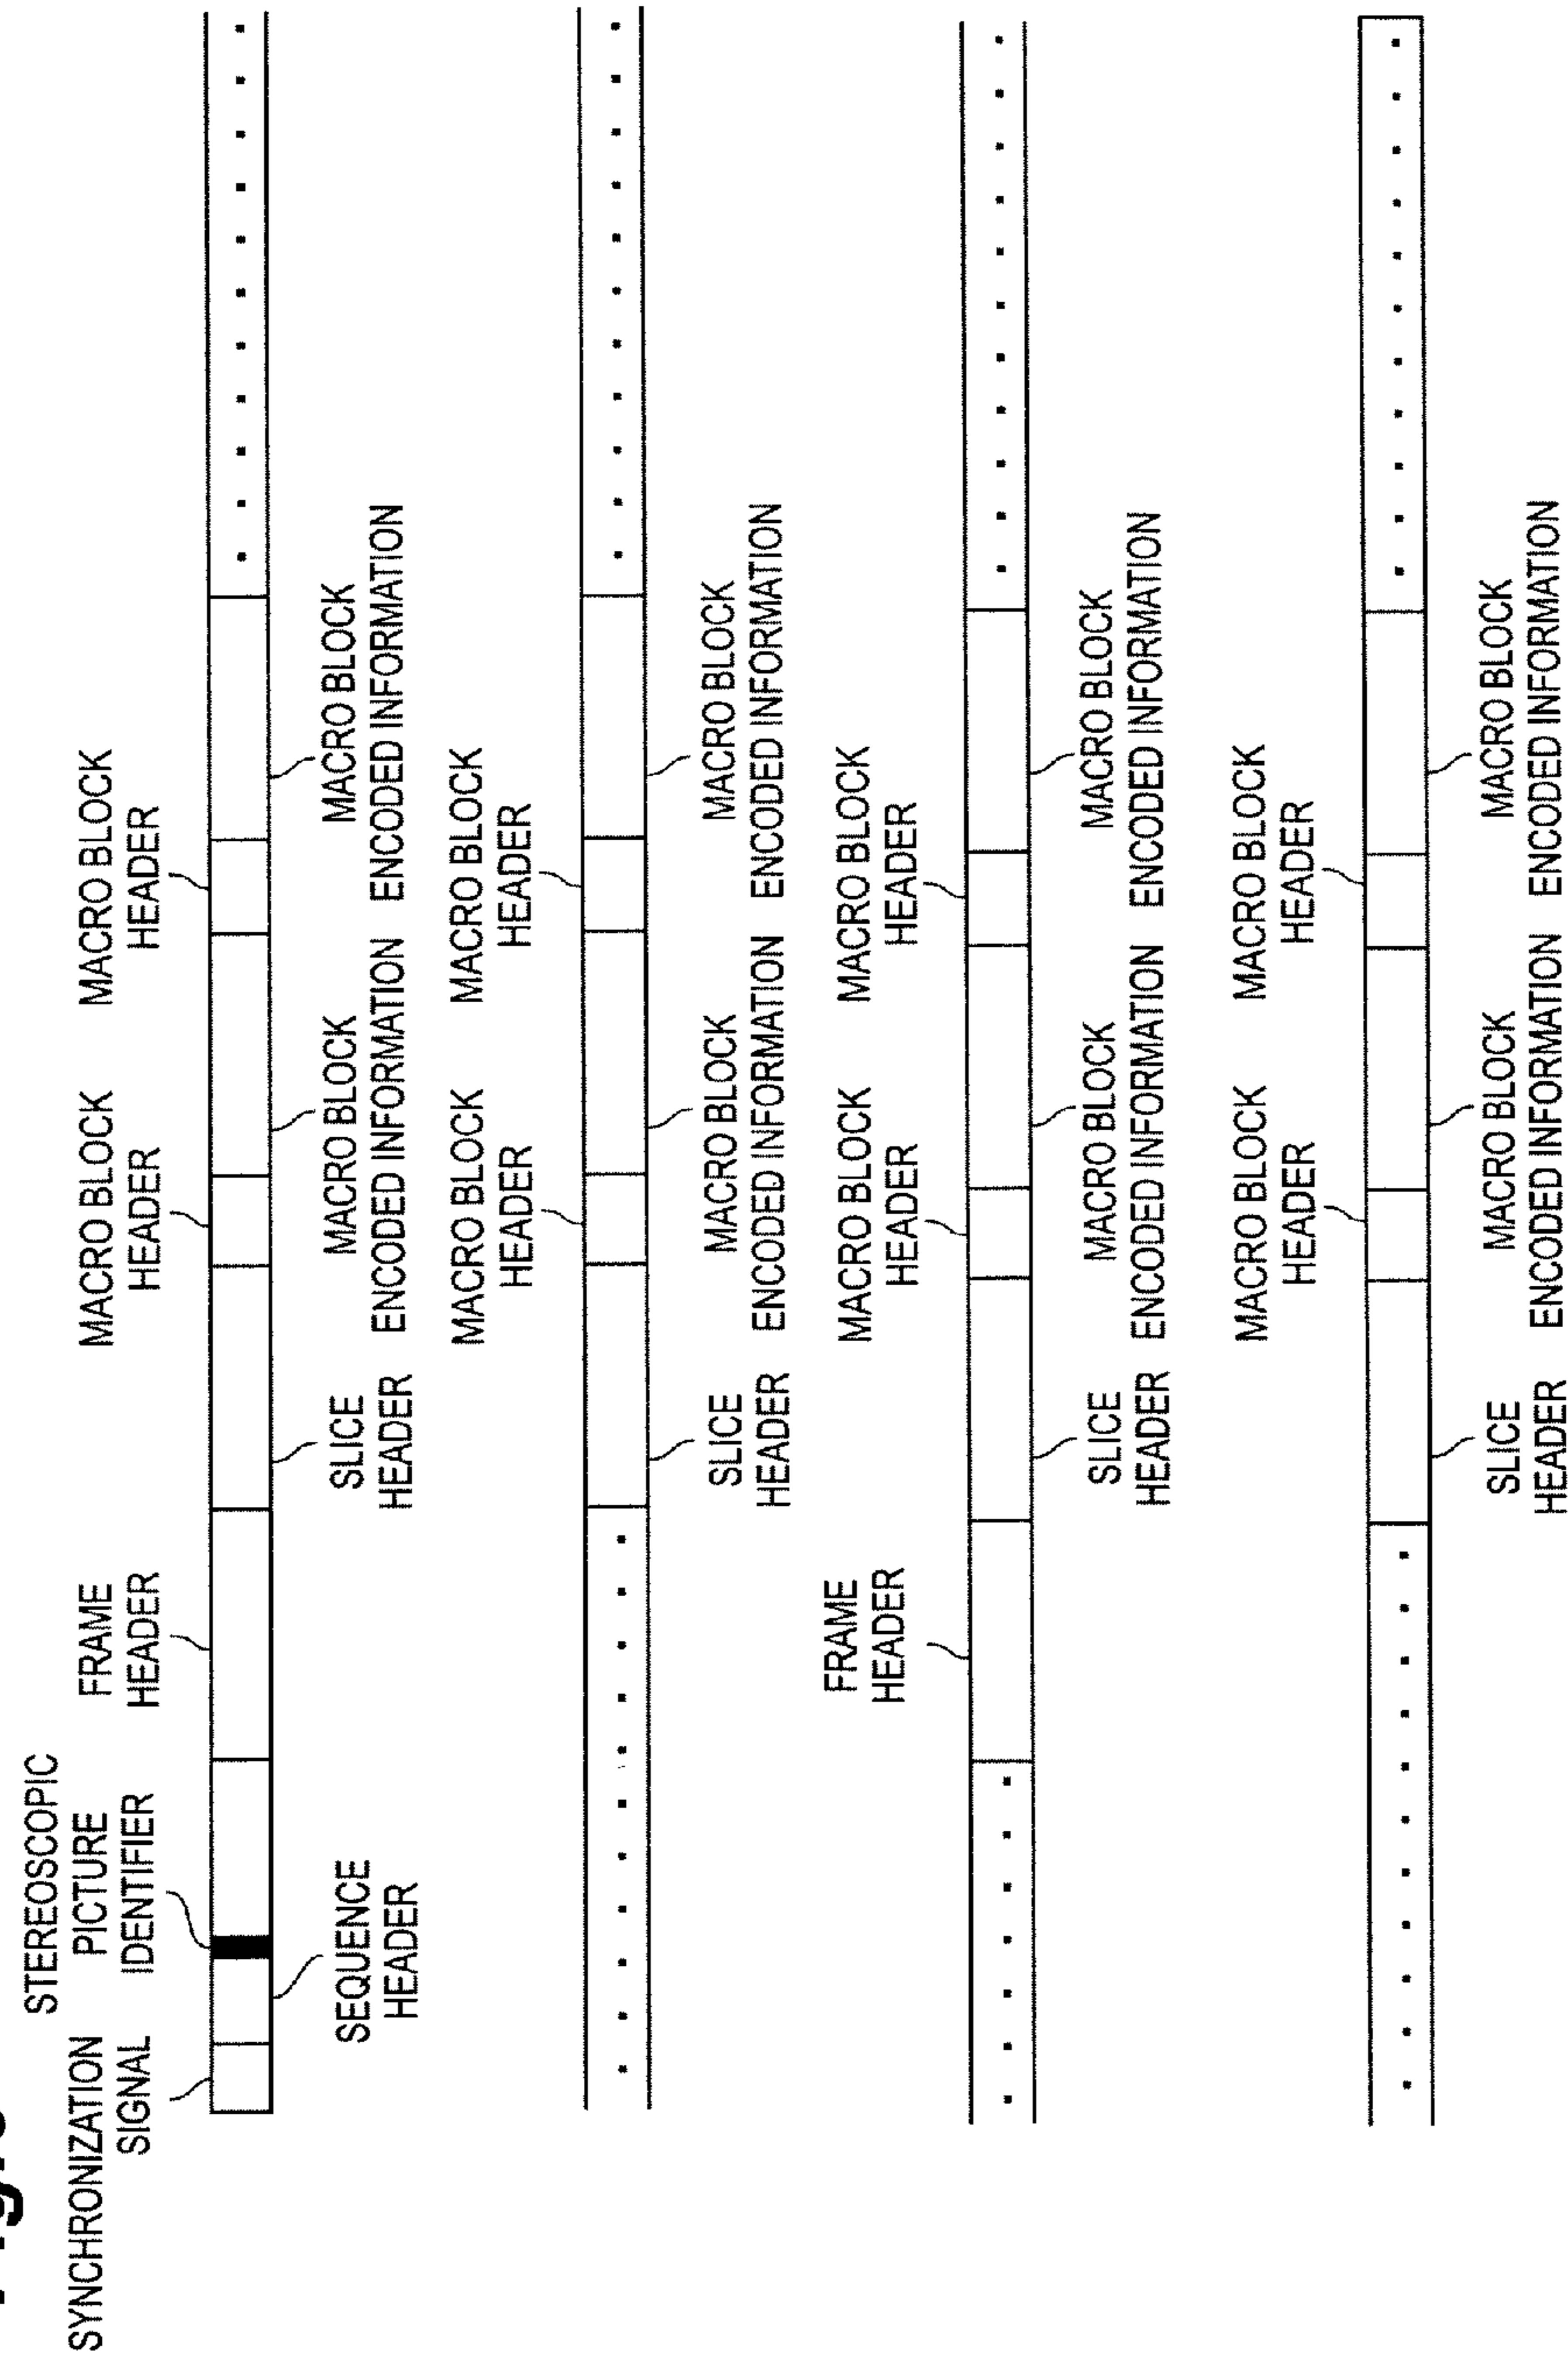 SYNCHRONIZATION
SIGNAL
STEREOSCOPIC
PICTURE
IDENTIFIER
FRAME
HEADER
MACRO BLOCK
HEADER
MACRO BLOCK
HEADER
SEQUENCE
HEADER
SLICE
HEADER
MACRO BLOCK
ENCODED INFORMATION
MACRO BLOCK
ENCODED INFORMATION
MACRO BLOCK
HEADER
MACRO BLOCK
HEADER
SLICE
HEADER
MACRO BLOCK
ENCODED INFORMATION
MACRO BLOCK
ENCODED INFORMATION
FRAME
HEADER
MACRO BLOCK
HEADER
MACRO BLOCK
HEADER
SLICE
HEADER
MACRO BLOCK
ENCODED INFORMATION
MACRO BLOCK
ENCODED INFORMATION
MACRO BLOCK
HEADER
MACRO BLOCK
HEADER
SLICE
HEADER
MACRO BLOCK
ENCODED INFORMATION
MACRO BLOCK
ENCODED INFORMATION